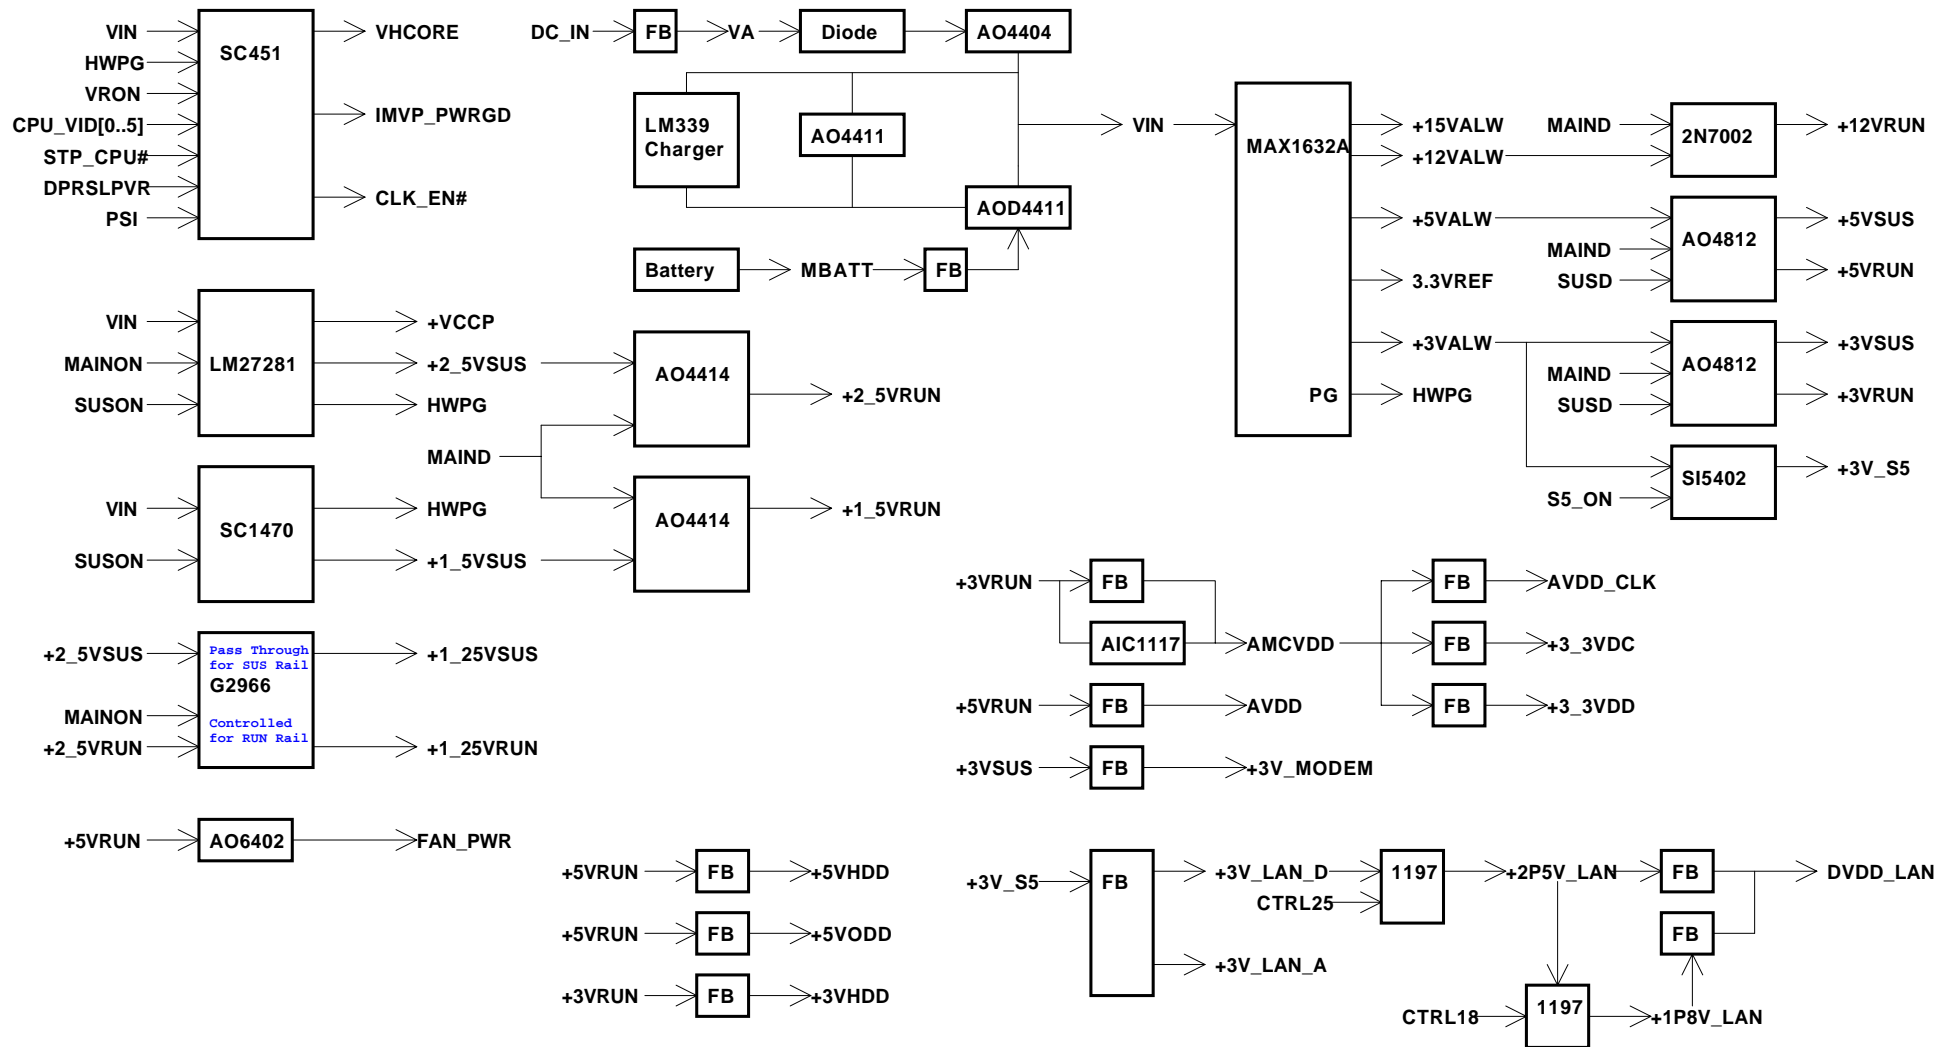 VIN
HWPG
VRON
CPU_VID[0..5]
STP_CPU#
DPRSLPVR
PSI
SC451
VHCORE
IMVP_PWRGD
CLK_EN#
DC_IN
FB
VA
Diode
AO4404
LM339
Charger
AO4411
AOD4411
Battery
MBATT
FB
VIN
MAX1632A
PG
+15VALW
+12VALW
+5VALW
3.3VREF
+3VALW
HWPG
MAIND
2N7002
+12VRUN
MAIND
SUSD
AO4812
+5VSUS
+5VRUN
MAIND
SUSD
AO4812
+3VSUS
+3VRUN
S5_ON
SI5402
+3V_S5
VIN
MAINON
SUSON
LM27281
+VCCP
+2_5VSUS
HWPG
MAIND
AO4414
+2_5VRUN
VIN
SUSON
SC1470
HWPG
+1_5VSUS
AO4414
+1_5VRUN
+2_5VSUS
MAINON
+2_5VRUN
Pass Through
for SUS Rail
G2966
Controlled
for RUN Rail
+1_25VSUS
+1_25VRUN
+5VRUN
AO6402
FAN_PWR
+3VRUN
FB
AIC1117
AMCVDD
FB
AVDD_CLK
FB
+3_3VDC
FB
+3_3VDD
+5VRUN
FB
AVDD
+3VSUS
FB
+3V_MODEM
+5VRUN
FB
+5VHDD
+5VRUN
FB
+5VODD
+3VRUN
FB
+3VHDD
+3V_S5
FB
+3V_LAN_D
CTRL25
+3V_LAN_A
1197
+2P5V_LAN
FB
DVDD_LAN
FB
CTRL18
1197
+1P8V_LAN